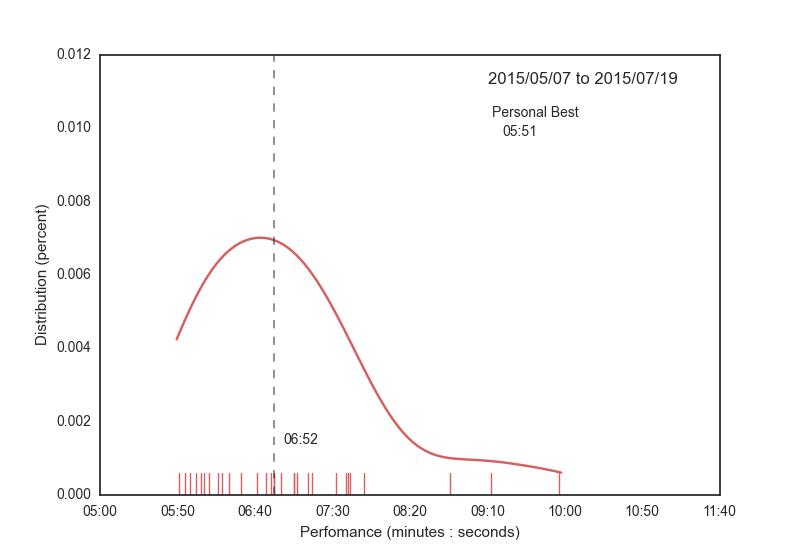 2015/05/07 to 2015/07/19
Personal Best
05:51
0.012
0.010
0.008
0.006
0.004
0.002
0.000
Distribution (percent)
06:52
05:00 05:50 06:40 07:30 08:20 09:10 10:00 10:50 11:40
Perfomance (minutes : seconds)